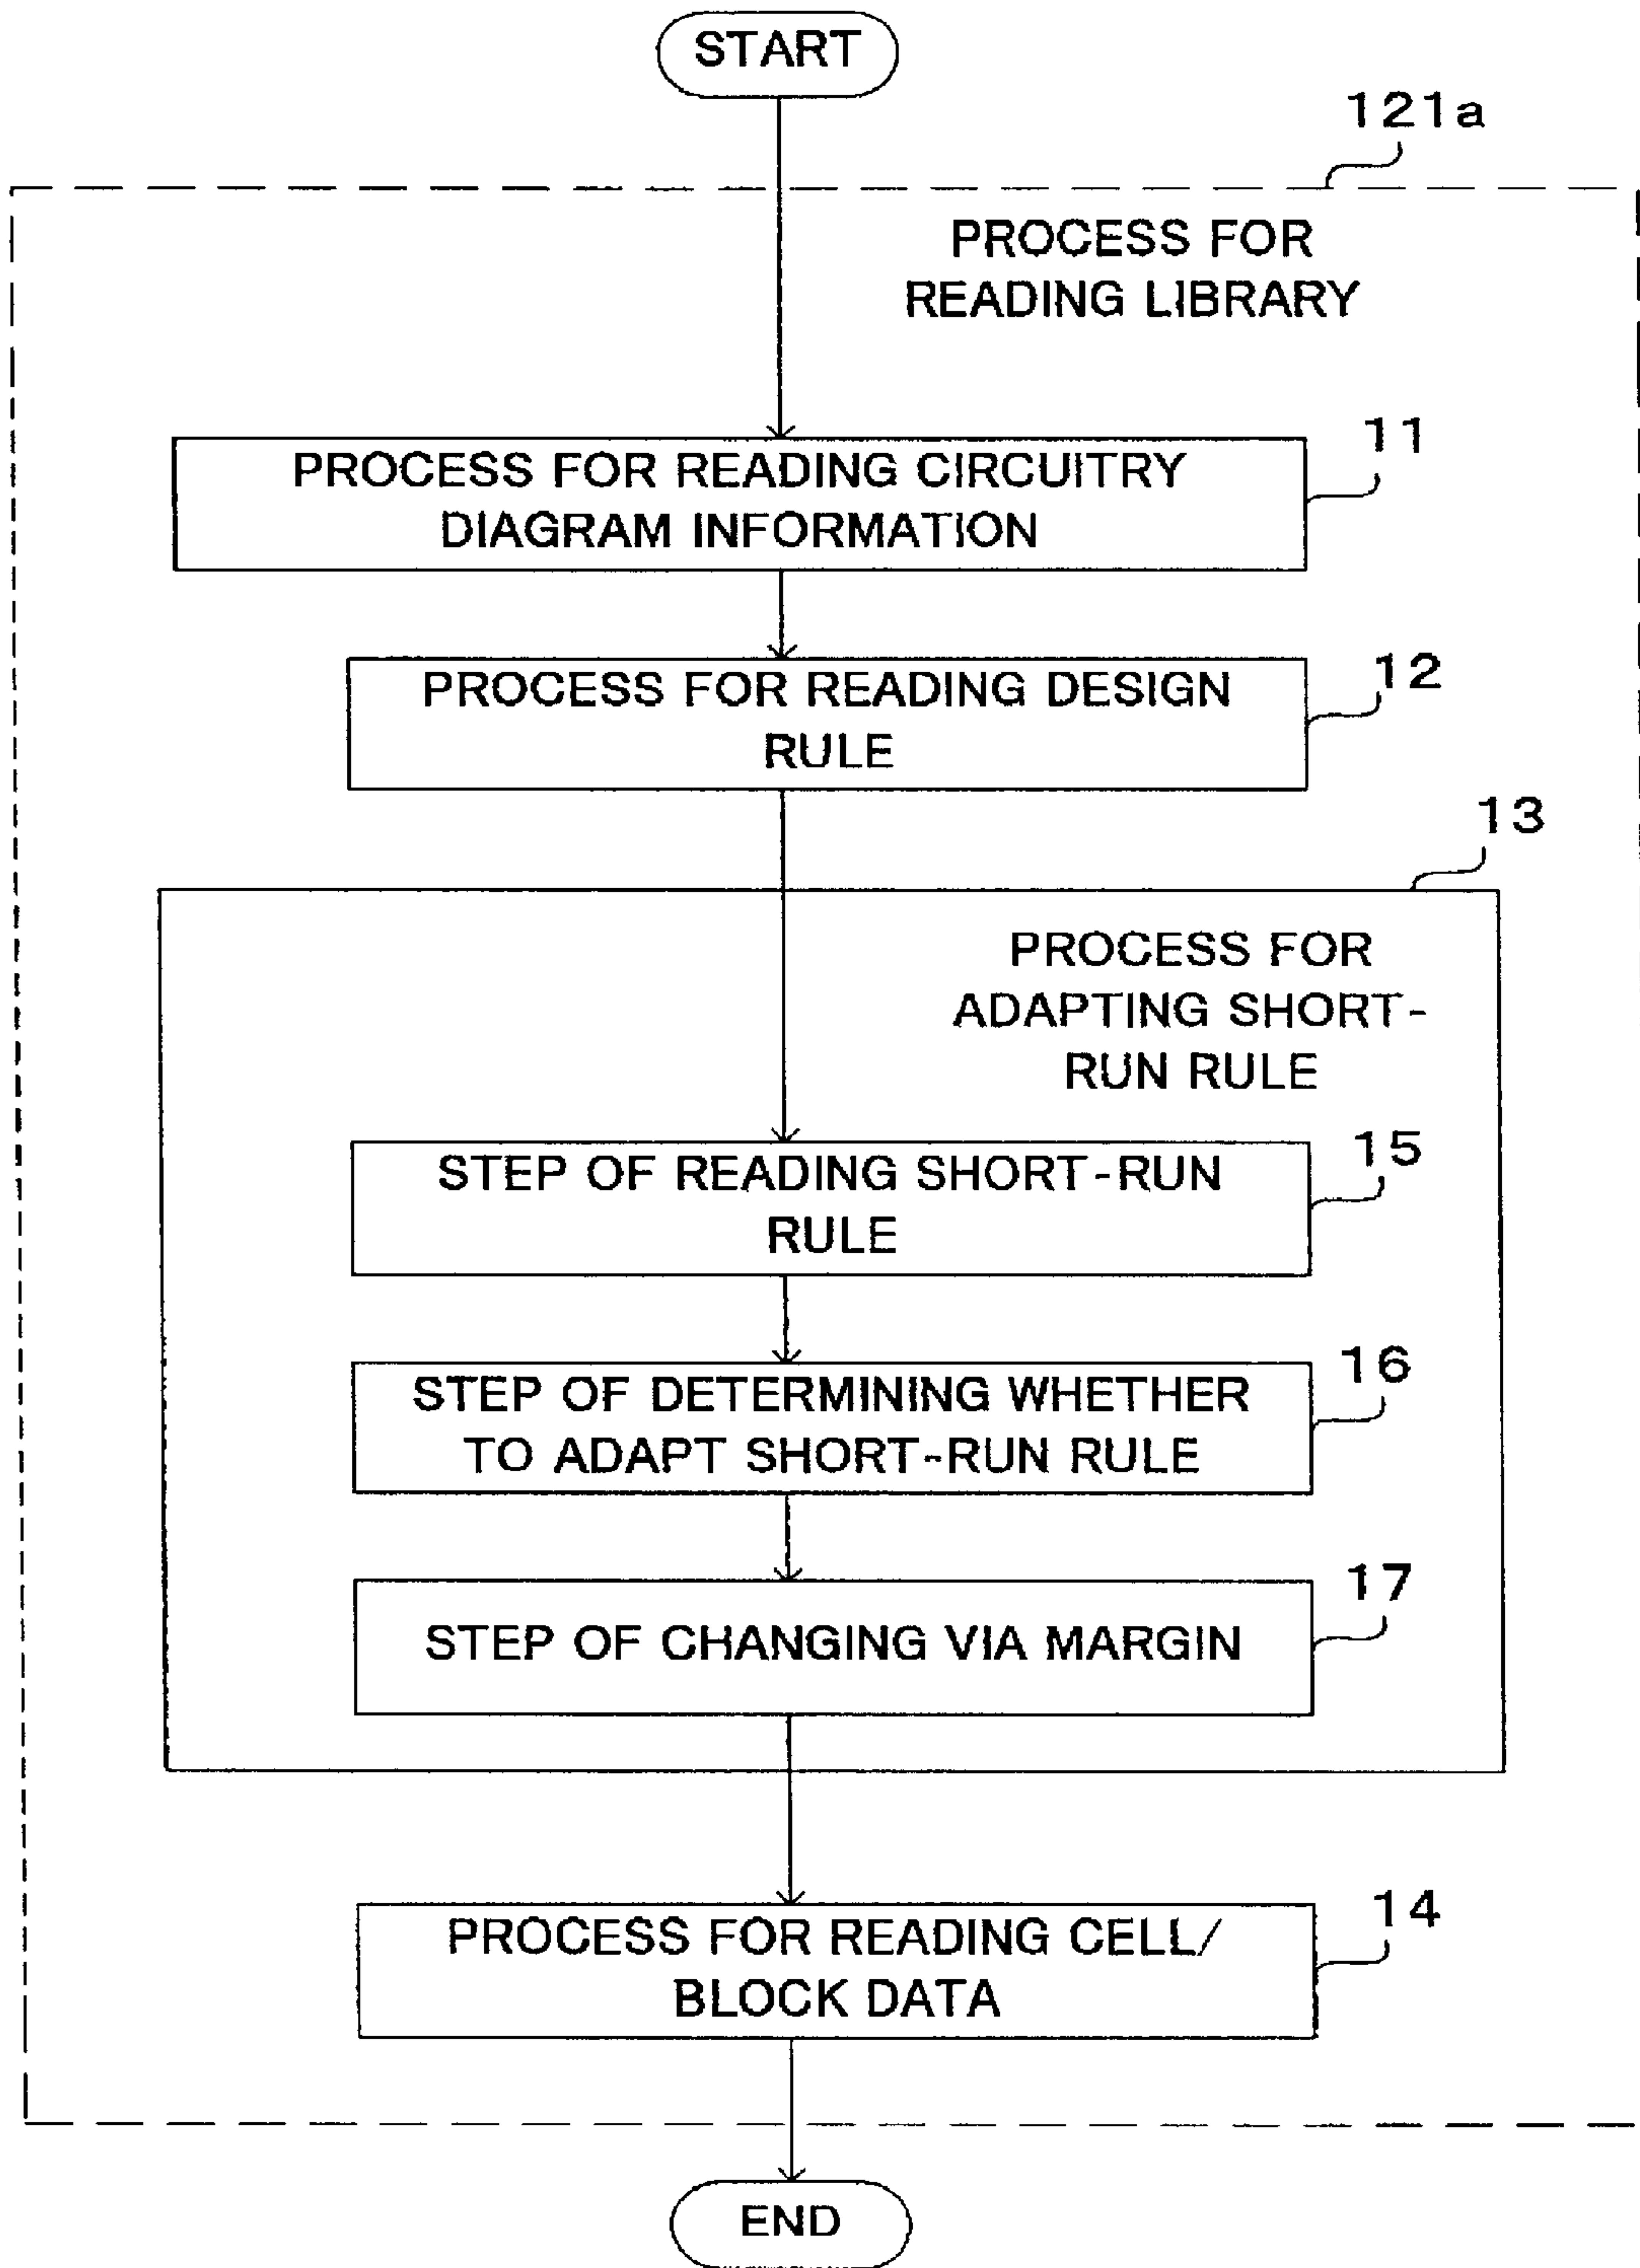 START
121a
PROCESS FOR
READING LIBRARY
11
PROCESS FOR READING CIRCUITRY
DIAGRAM INFORMATION
12
PROCESS FOR READING DESIGN
RULE
13
PROCESS FOR
ADAPTING SHORT-
RUN RULE
15
STEP OF READING SHORT-RUN
RULE
16
STEP OF DETERMINING WHETHER
TO ADAPT SHORT-RUN RULE
17
STEP OF CHANGING VIA MARGIN
14
PROCESS FOR READING CELL/
BLOCK DATA
END